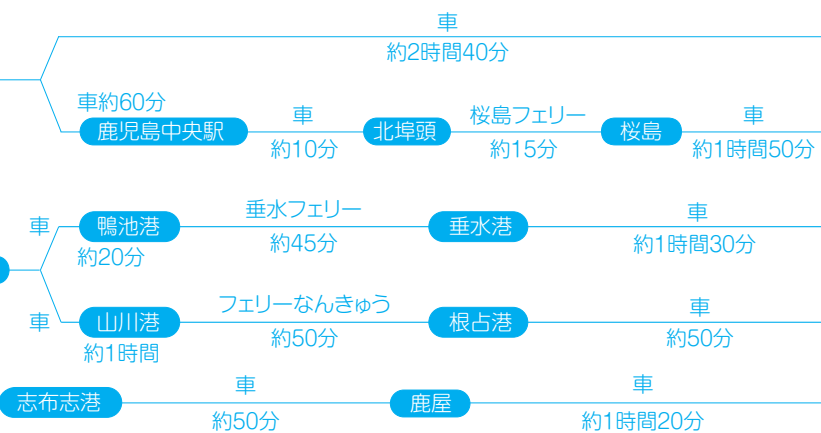 車
約2時間40分
車約60分
鹿児島中央駅
車
約10分
北埠頭
桜島フェリー
約15分
桜島
車
約1時間50分
車
鴨池港
約20分
垂水フェリー
約45分
垂水港
車
約1時間30分
車
山川港
約1時間
フェリーなんきゅう
約50分
根占港
車
約50分
志布志港
車
約50分
鹿屋
車
約1時間20分